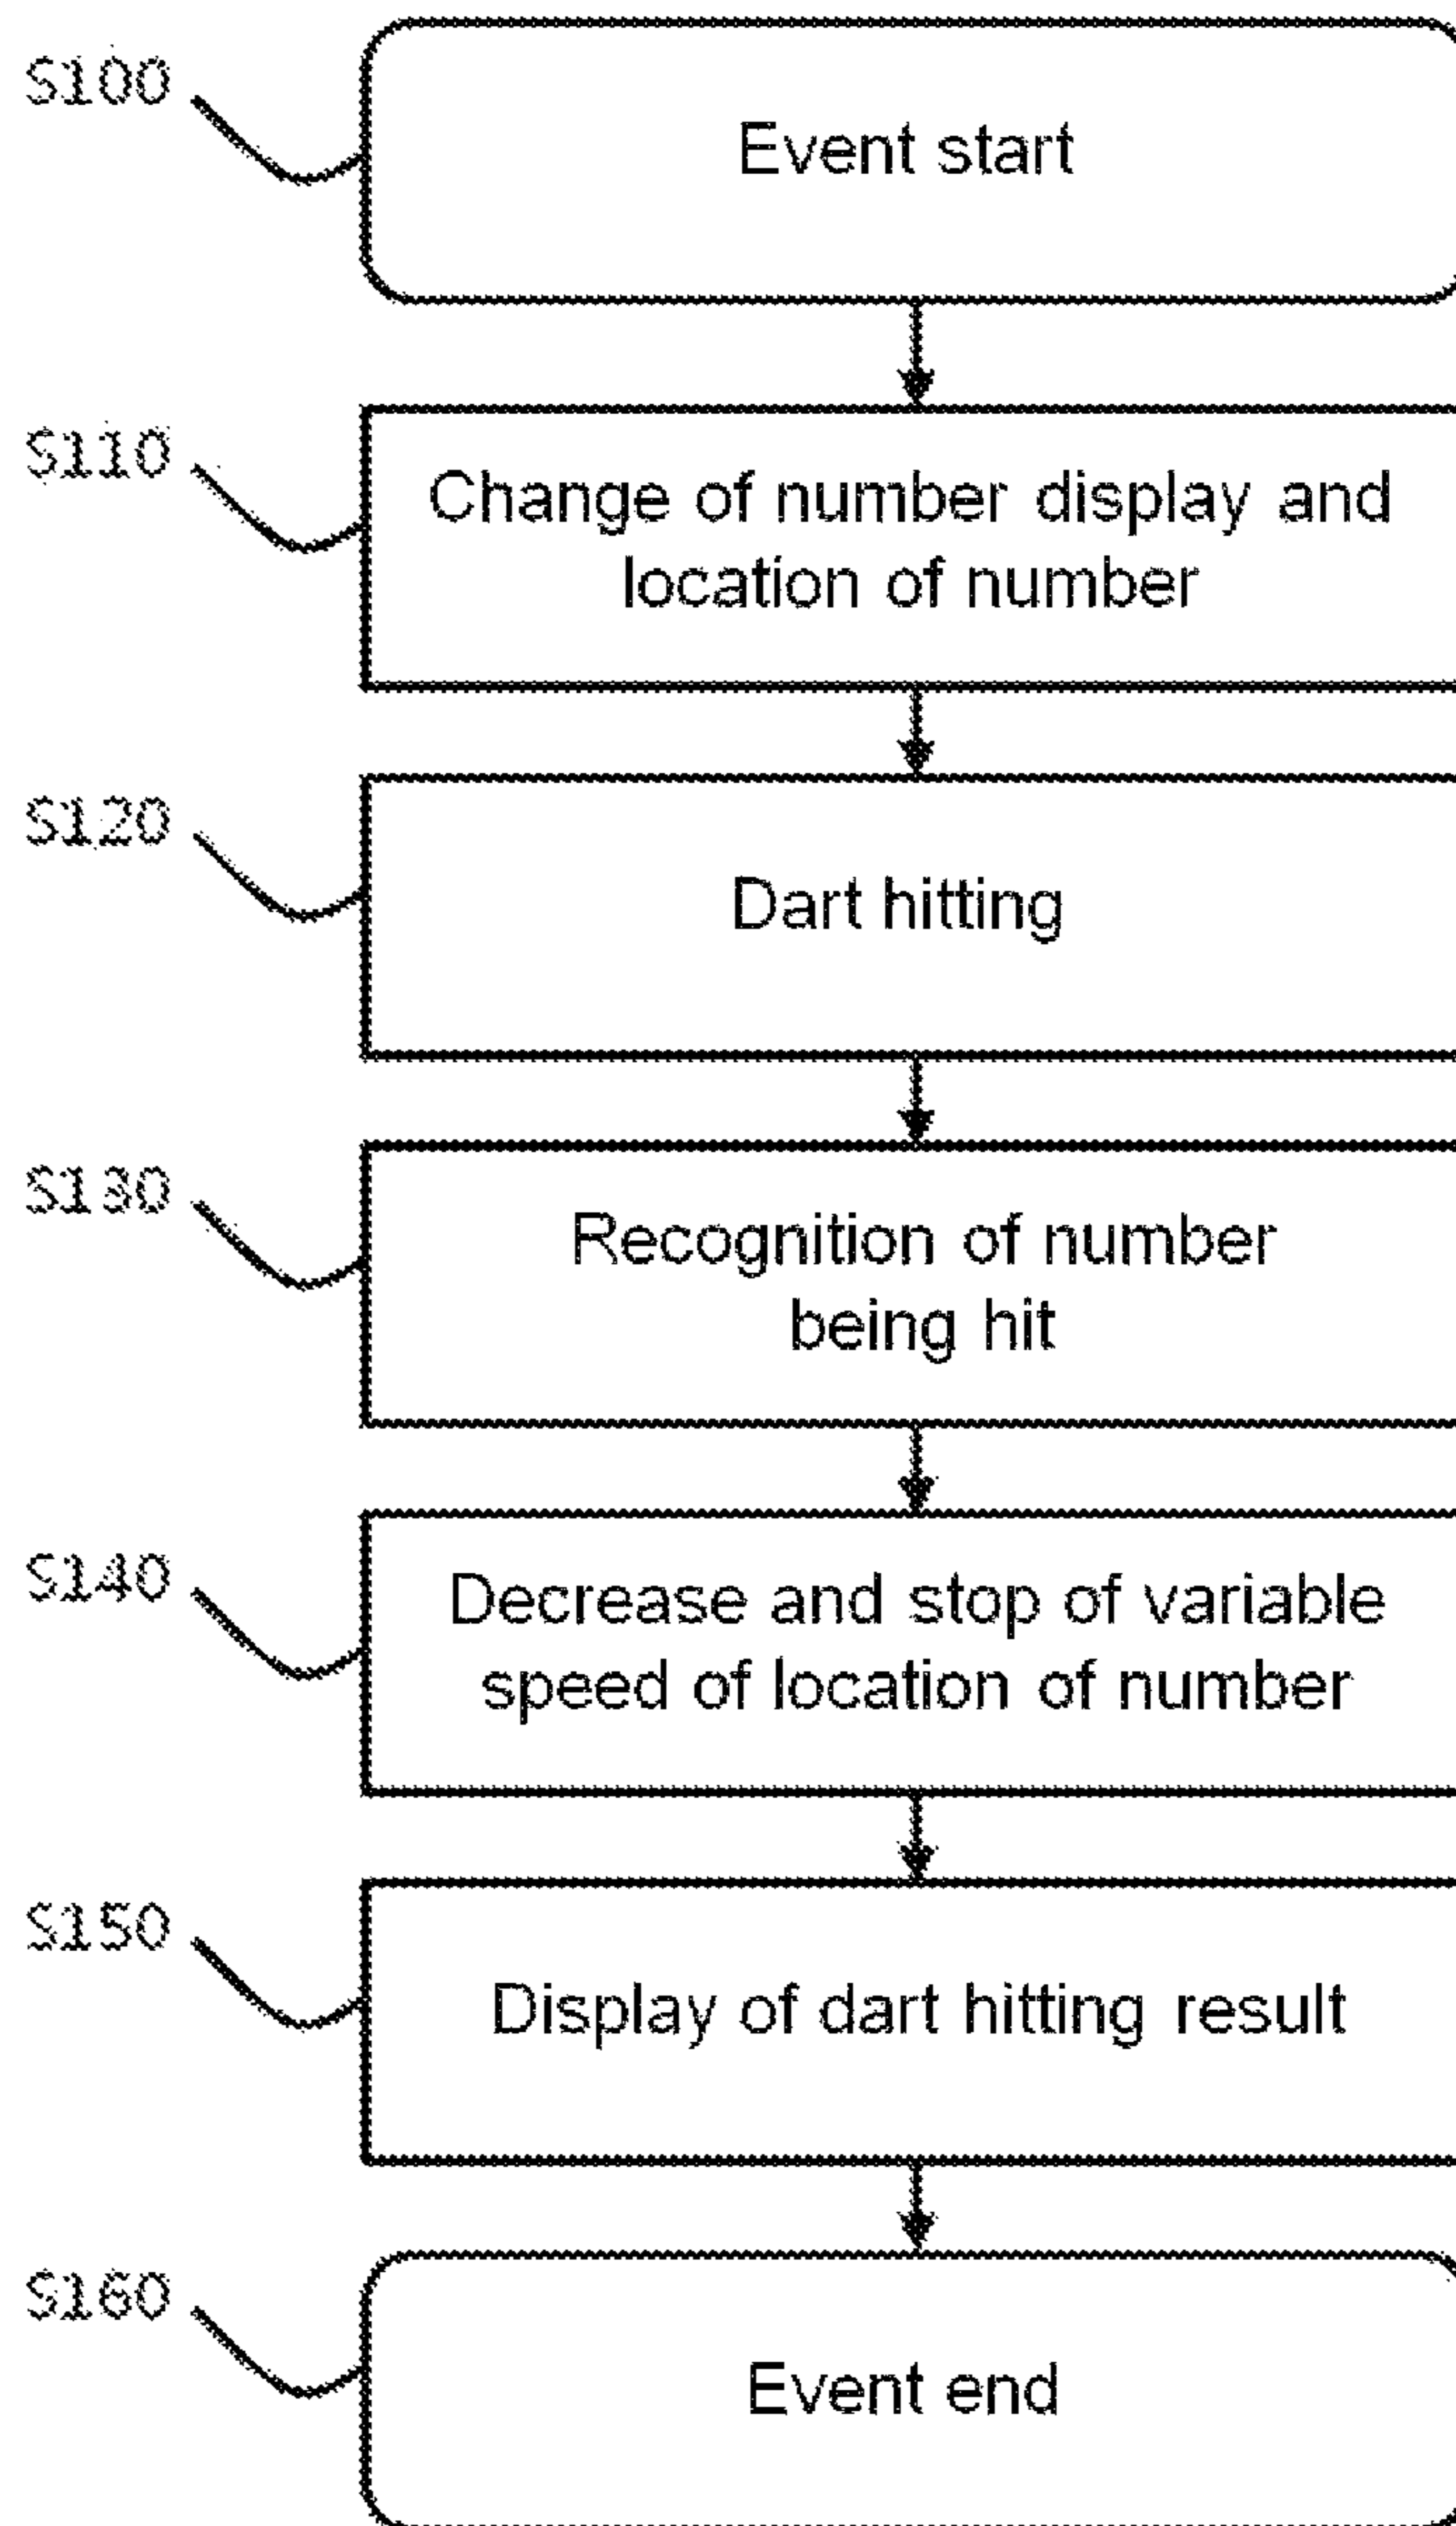 S100
Event start
S110
Change of number display and
location of number
S120
Dart hitting
S130
Recognition of number
being hit
S140
Decrease and stop of variable
speed of location of number
S150
Display of dart hitting result
S160
Event end